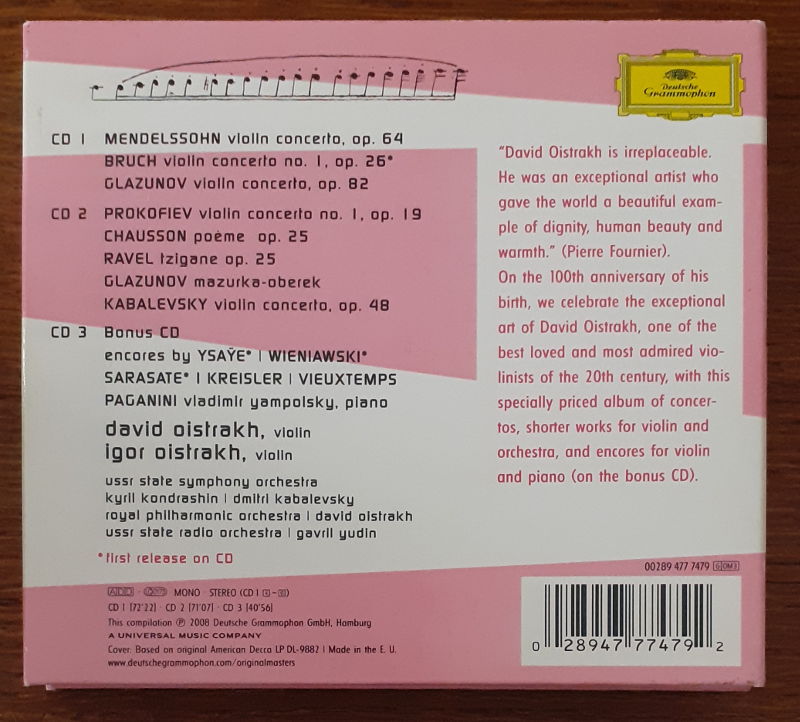 Deutsche
Grammophon
CD 1 MENDELSSOHN violin concerto, op. 64
BRUCH violin concerto no. 1, op. 26*
GLAZUNOV violin concerto, op. 82
CD 2 PROKOFIEV violin concerto no. 1, op. 19
CHAUSSON poème op. 25
RAVEL tzigane op. 25
GLAZUNOV mazurka-oberek
KABALEVSKY violin concerto, op. 48
CD 3 Bonus CD
encores by YSAŸE* | WIENIAWSKI*
SARASATE* | KREISLER | VIEUXTEMPS
PAGANINI vladimir yampolsky, piano
david oistrakh, violin
igor oistrakh, violin
ussr state symphony orchestra
kyril kondrashin | dmitri kabalevsky
royal philharmonic orchestra | david oistrakh
ussr state radio orchestra | gavril yudin
*first release on CD
"David Oistrakh is irreplaceable.
He was an exceptional artist who
gave the world a beautiful exam-
ple of dignity, human beauty and
warmth." (Pierre Fournier).
On the 100th anniversary of his
birth, we celebrate the exceptional
art of David Oistrakh, one of the
best loved and most admired vio-
linists of the 20th century, with this
specially priced album of concer-
tos, shorter works for violin and
orchestra, and encores for violin
and piano (on the bonus CD).
00289 477 7479 GOM3
ADD · MONO · STEREO (CD 1
CD 1 [72'22] · CD 2 [71'07] · CD 3 [40'56]
This compilation ℗ 2008 Deutsche Grammophon GmbH, Hamburg
A UNIVERSAL MUSIC COMPANY
Cover: Based on original American Decca LP DL-9882 | Made in the E. U.
www.deutschegrammophon.com/originalmasters
0 28947 77479 2